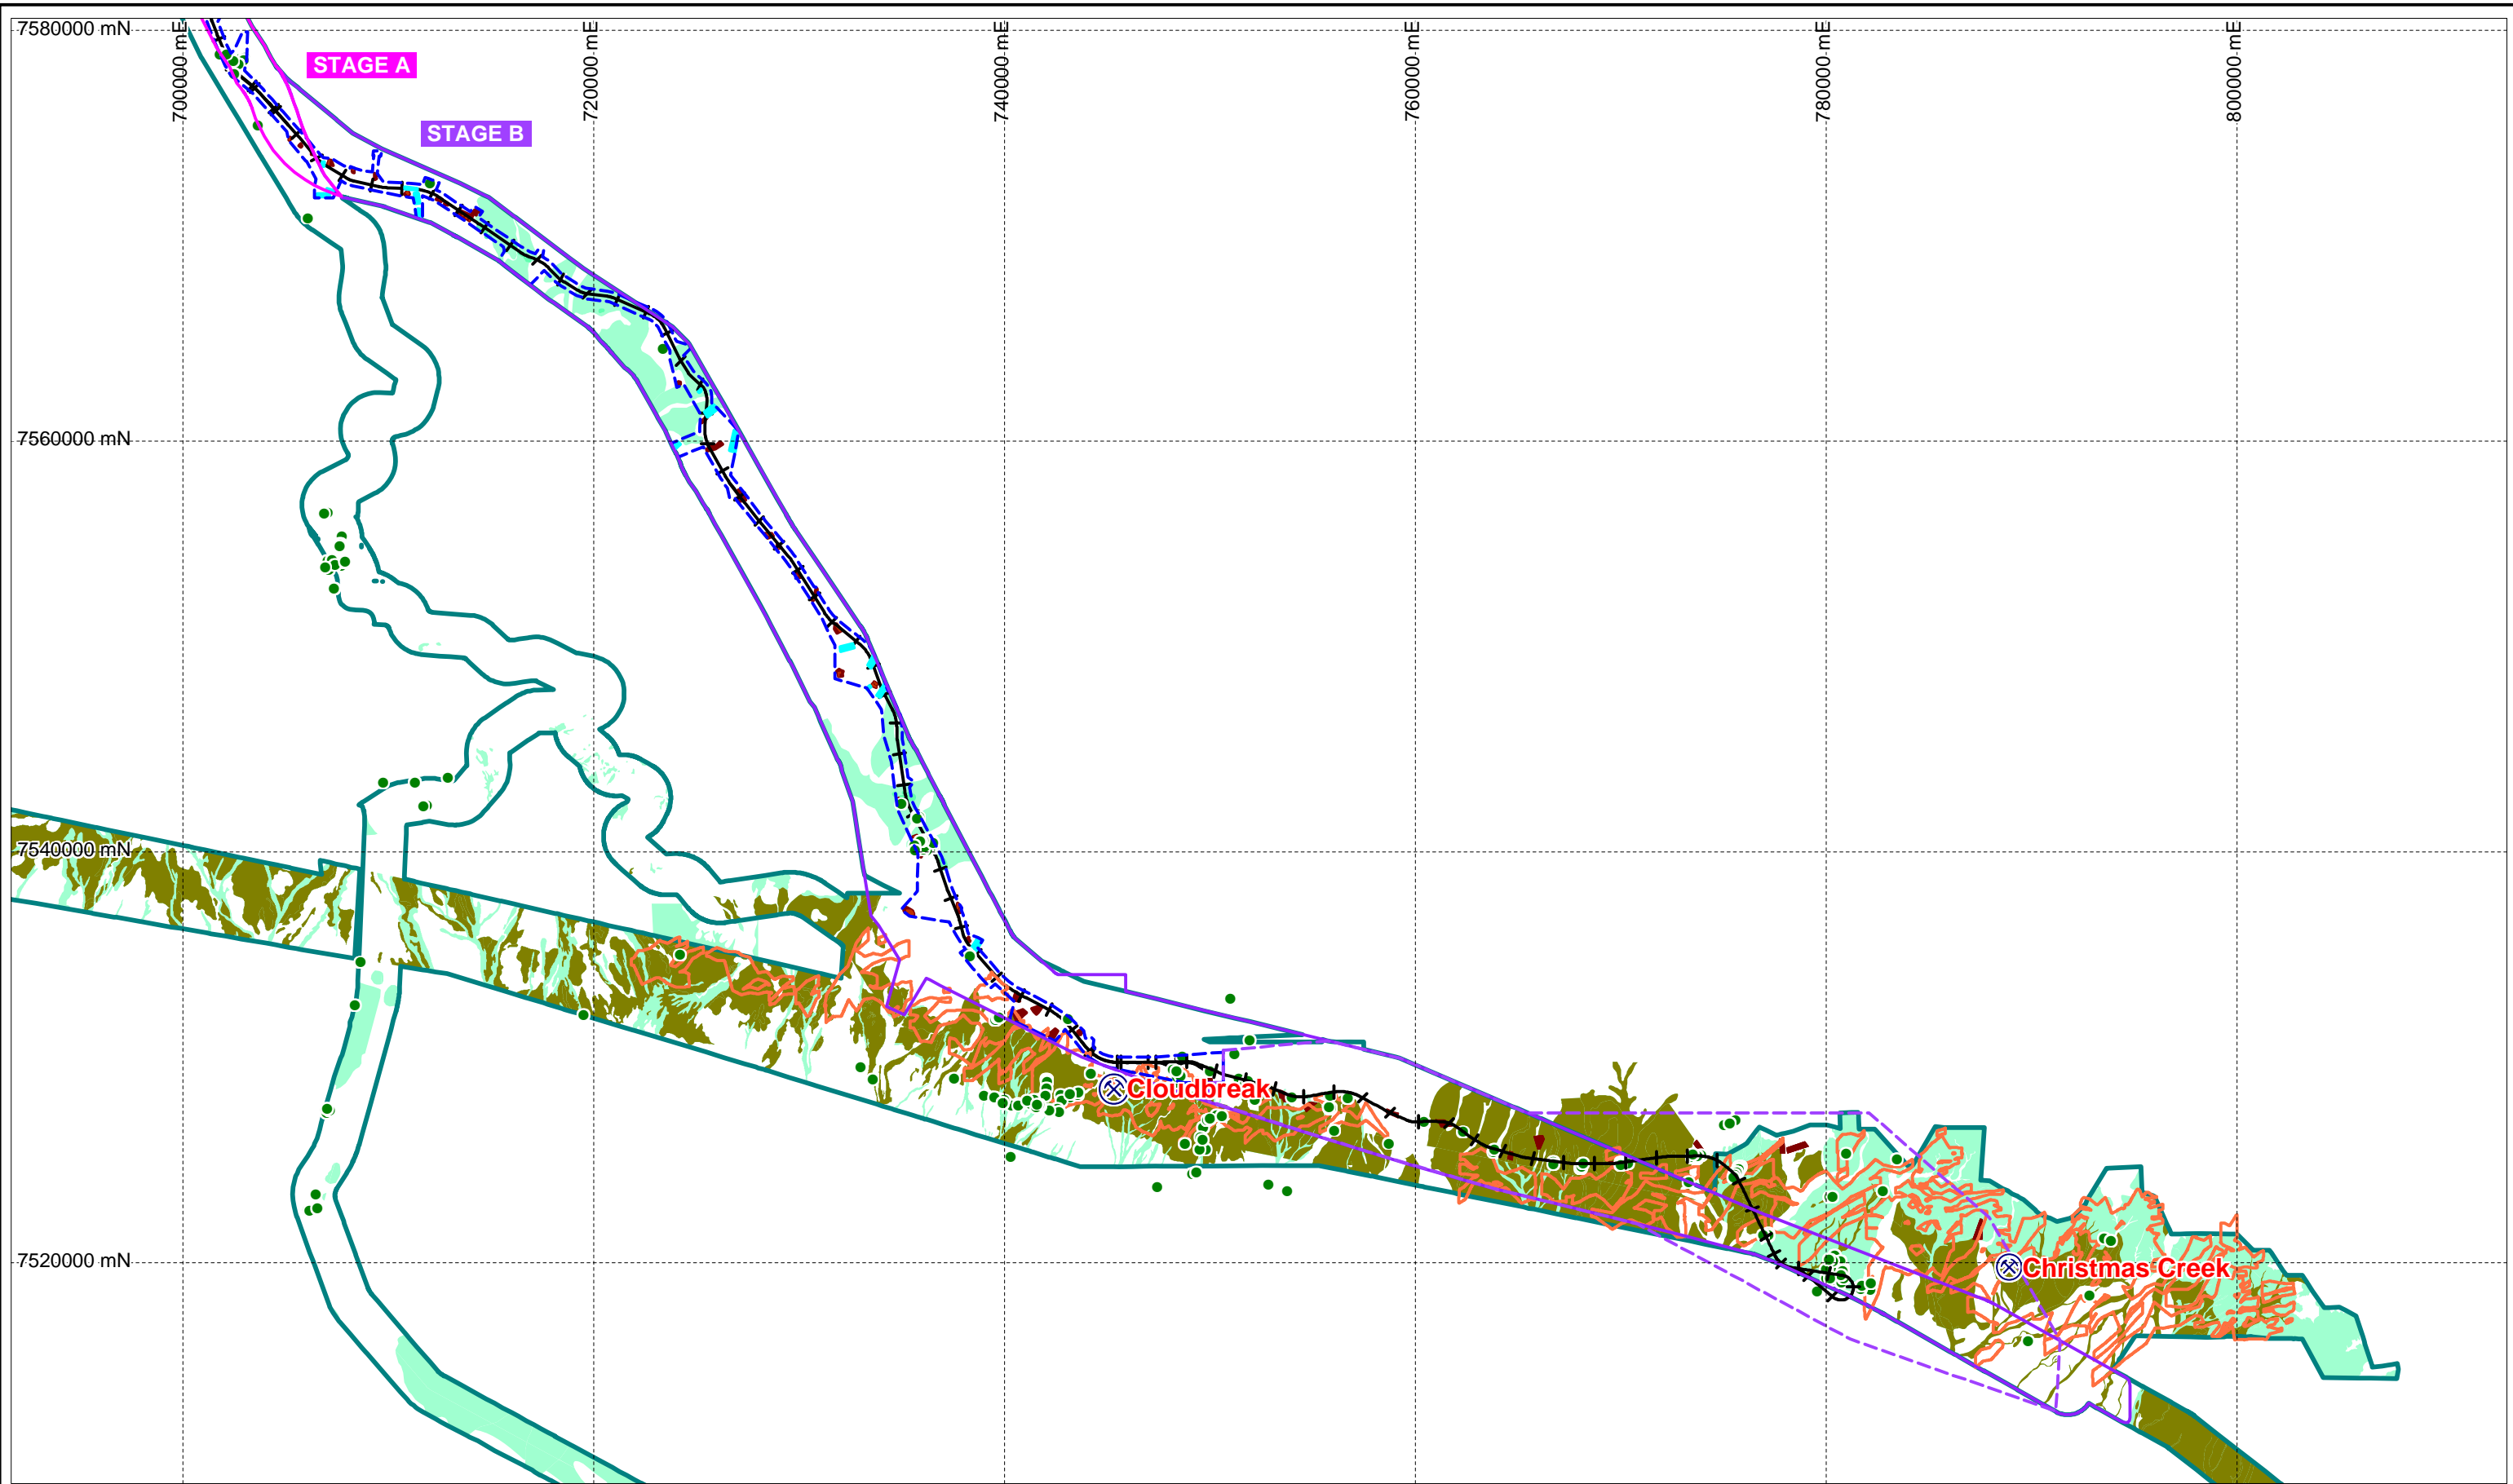 7580000 mN
700000 mE
720000 mE
740000 mE
760000 mE
780000 mE
800000 mE
STAGE A
STAGE B
7560000 mN
7540000 mN
Cloudbreak
7520000 mN
Christmas Creek